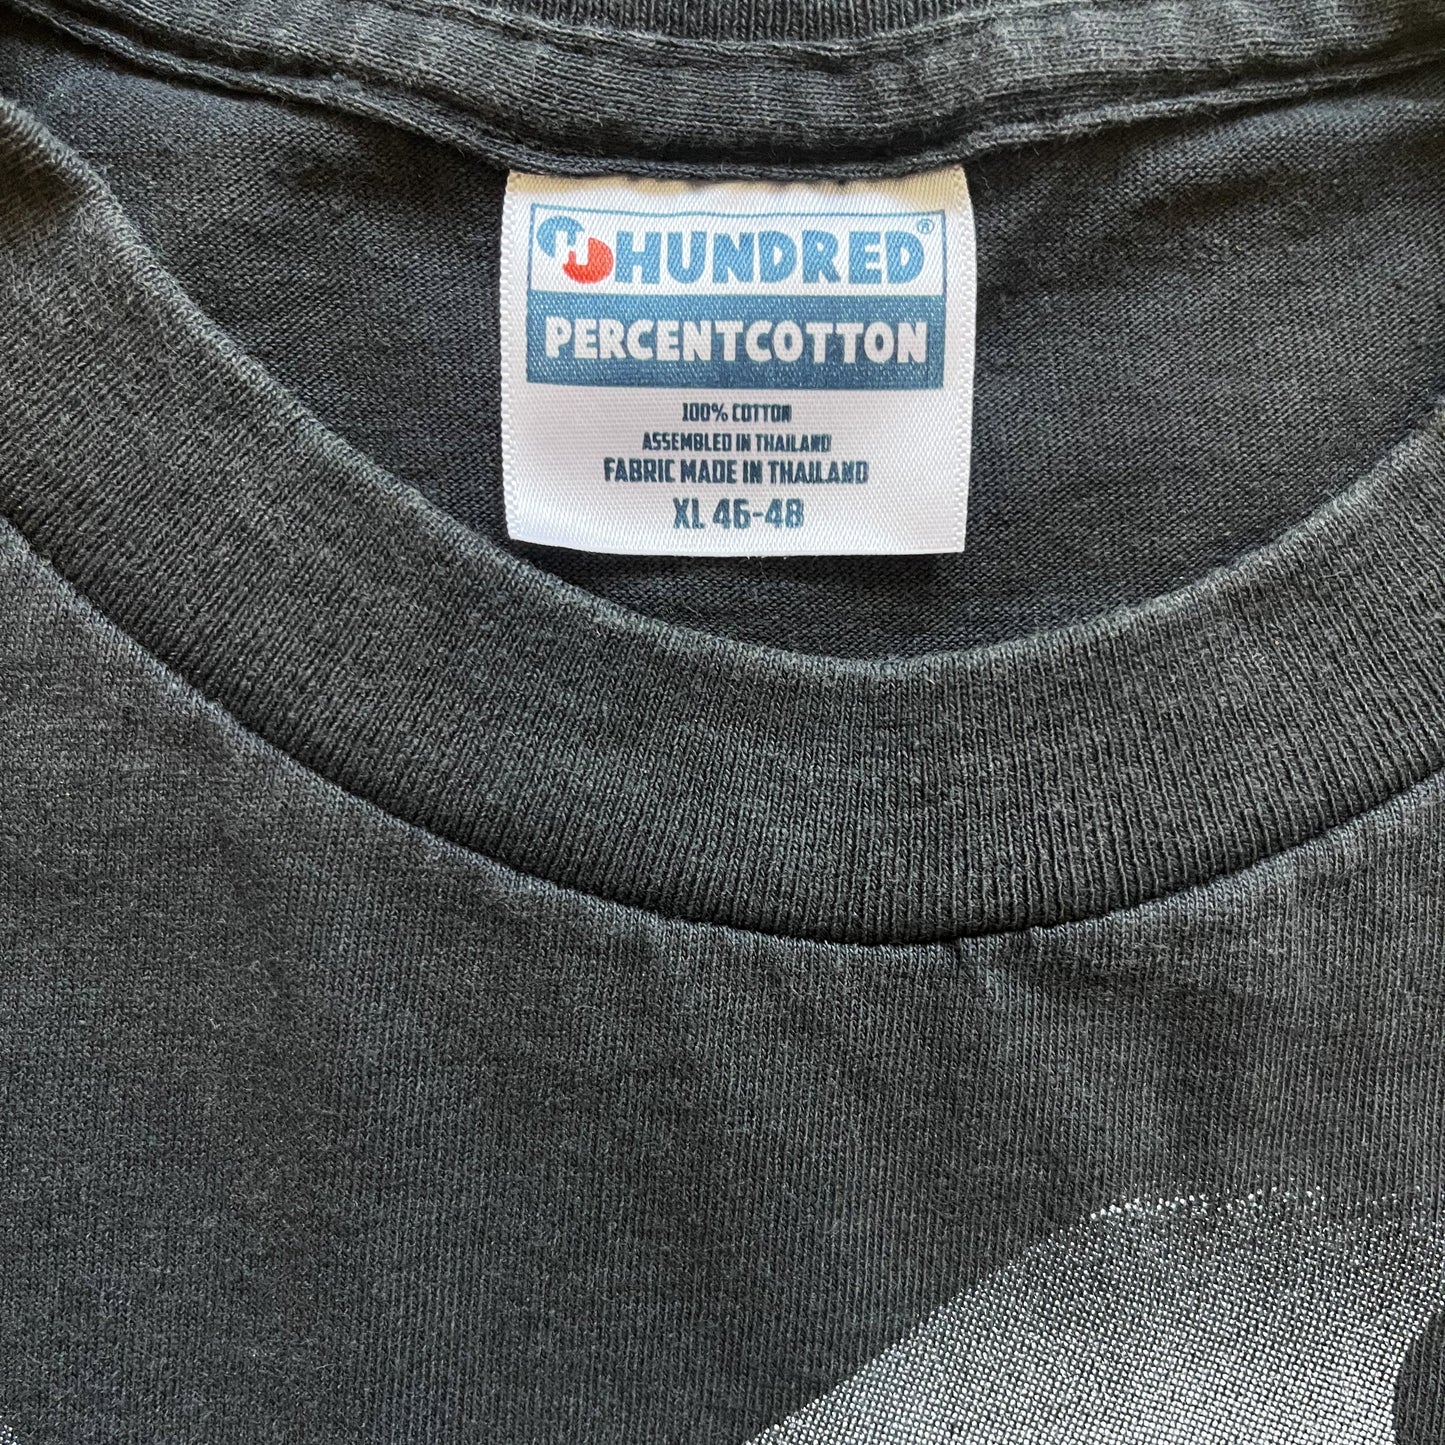 H HUNDRED®
PERCENTCOTTON
100% COTTON
ASSEMBLED IN THAILAND
FABRIC MADE IN THAILAND
XL 46-48